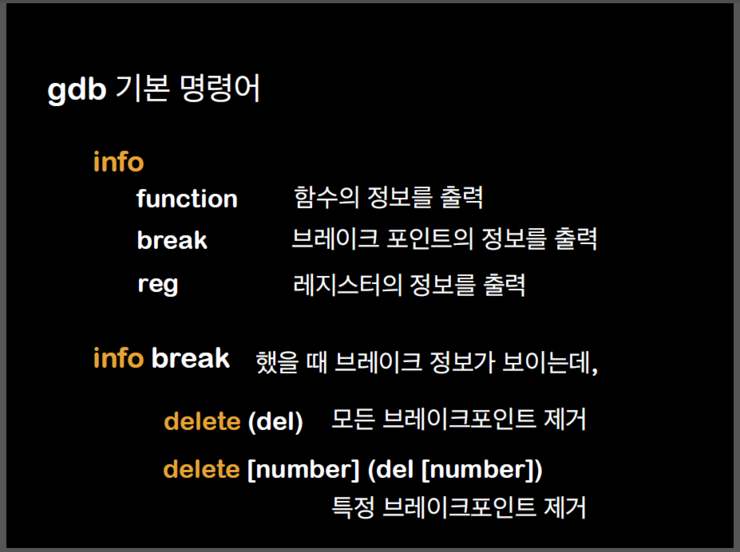 gdb 기본 명령어
info
function 함수의 정보를 출력
break 브레이크 포인트의 정보를 출력
reg 레지스터의 정보를 출력
info break 했을 때 브레이크 정보가 보이는데,
delete (del) 모든 브레이크포인트 제거
delete [number] (del [number])
특정 브레이크포인트 제거